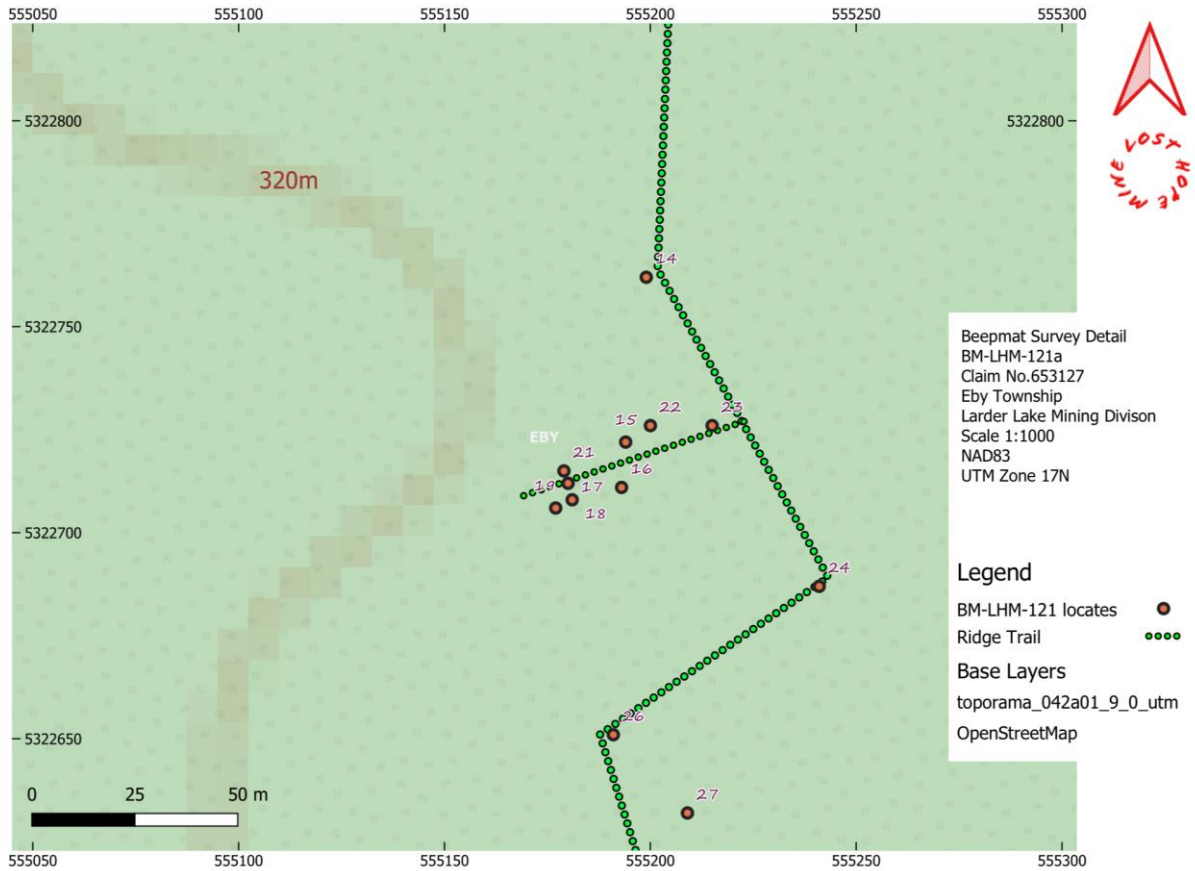 555050 555100 555150 555200 555250 555300
5322800 5322800
LOST HOPE MINE
320m
14
5322750
Beepmat Survey Detail
BM-LHM-121a
Claim No.653127
Eby Township
Larder Lake Mining Divison
Scale 1:1000
NAD83
UTM Zone 17N
EBY
15 22 23
21 16
19 17
18
5322700
24
Legend
BM-LHM-121 locates
Ridge Trail
Base Layers
toporama_042a01_9_0_utm
OpenStreetMap
26
5322650
27
0 25 50 m
555050 555100 555150 555200 555250 555300